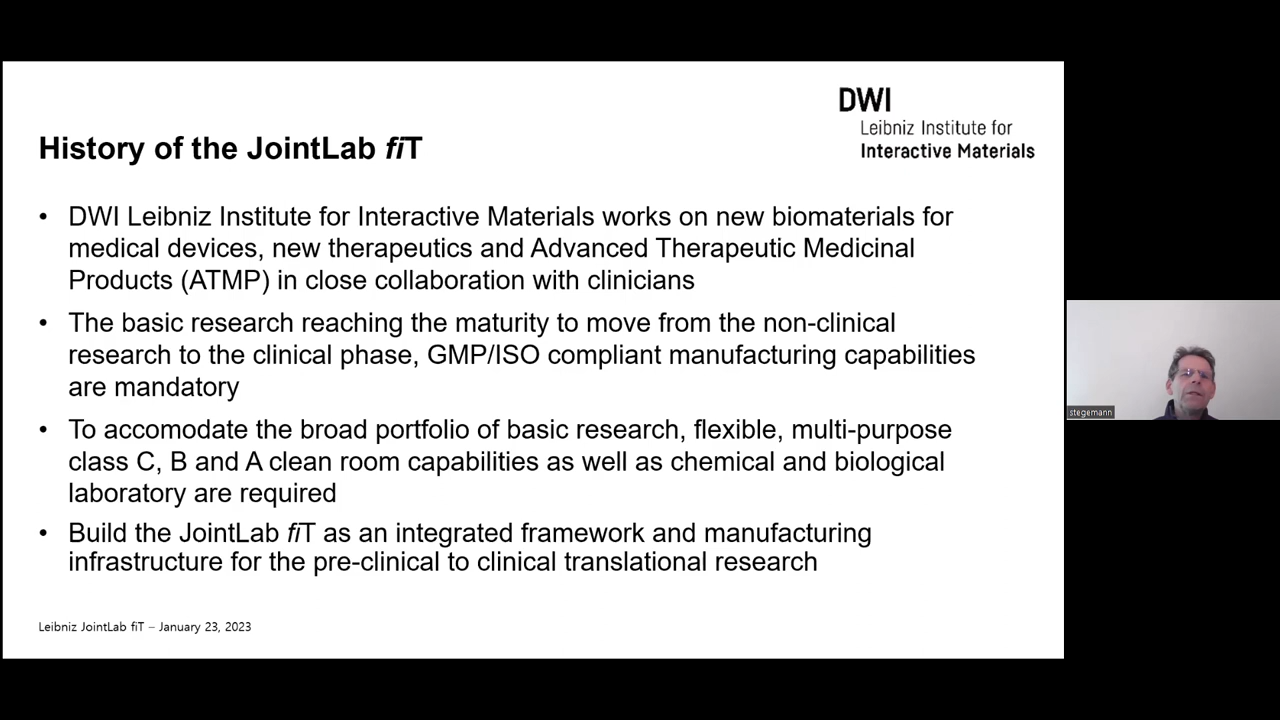 DWI
Leibniz Institute for
Interactive Materials
History of the JointLab fiT
• DWI Leibniz Institute for Interactive Materials works on new biomaterials for
medical devices, new therapeutics and Advanced Therapeutic Medicinal
Products (ATMP) in close collaboration with clinicians
• The basic research reaching the maturity to move from the non-clinical
research to the clinical phase, GMP/ISO compliant manufacturing capabilities
are mandatory
• To accomodate the broad portfolio of basic research, flexible, multi-purpose
class C, B and A clean room capabilities as well as chemical and biological
laboratory are required
• Build the JointLab fiT as an integrated framework and manufacturing
infrastructure for the pre-clinical to clinical translational research
Leibniz JointLab fiT – January 23, 2023
stegemann